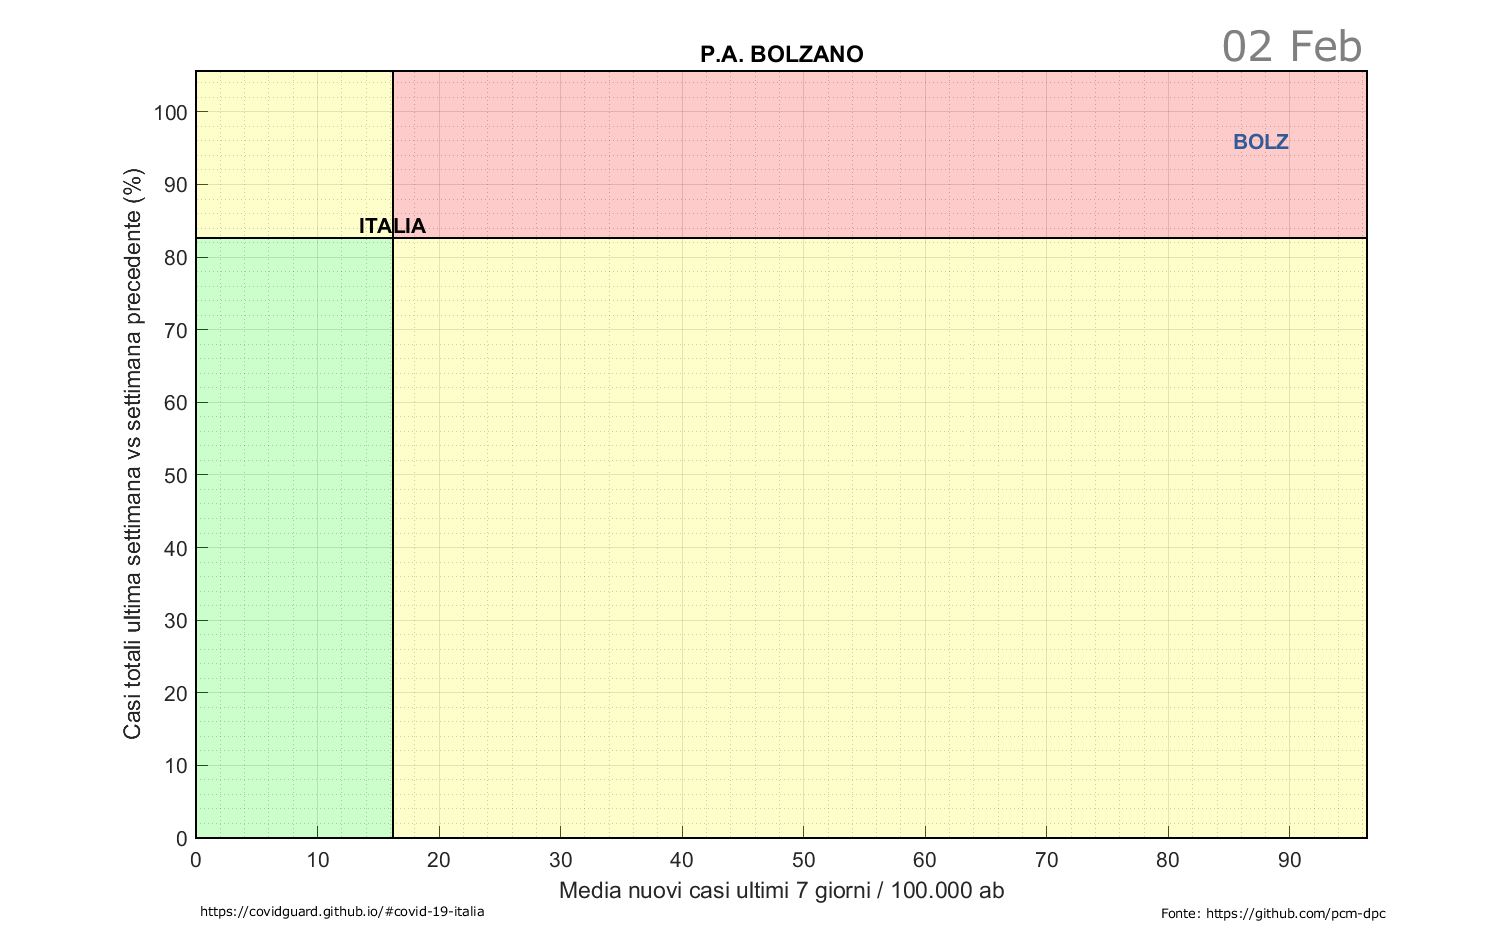 02 Feb
P.A. BOLZANO
100
90
80
70
60
50
40
30
20
10
0
Casi totali ultima settimana vs settimana precedente (%)
BOLZ
ITALIA
0 10 20 30 40 50 60 70 80 90
Media nuovi casi ultimi 7 giorni / 100.000 ab
https://covidguard.github.io/#covid-19-italia
Fonte: https://github.com/pcm-dpc